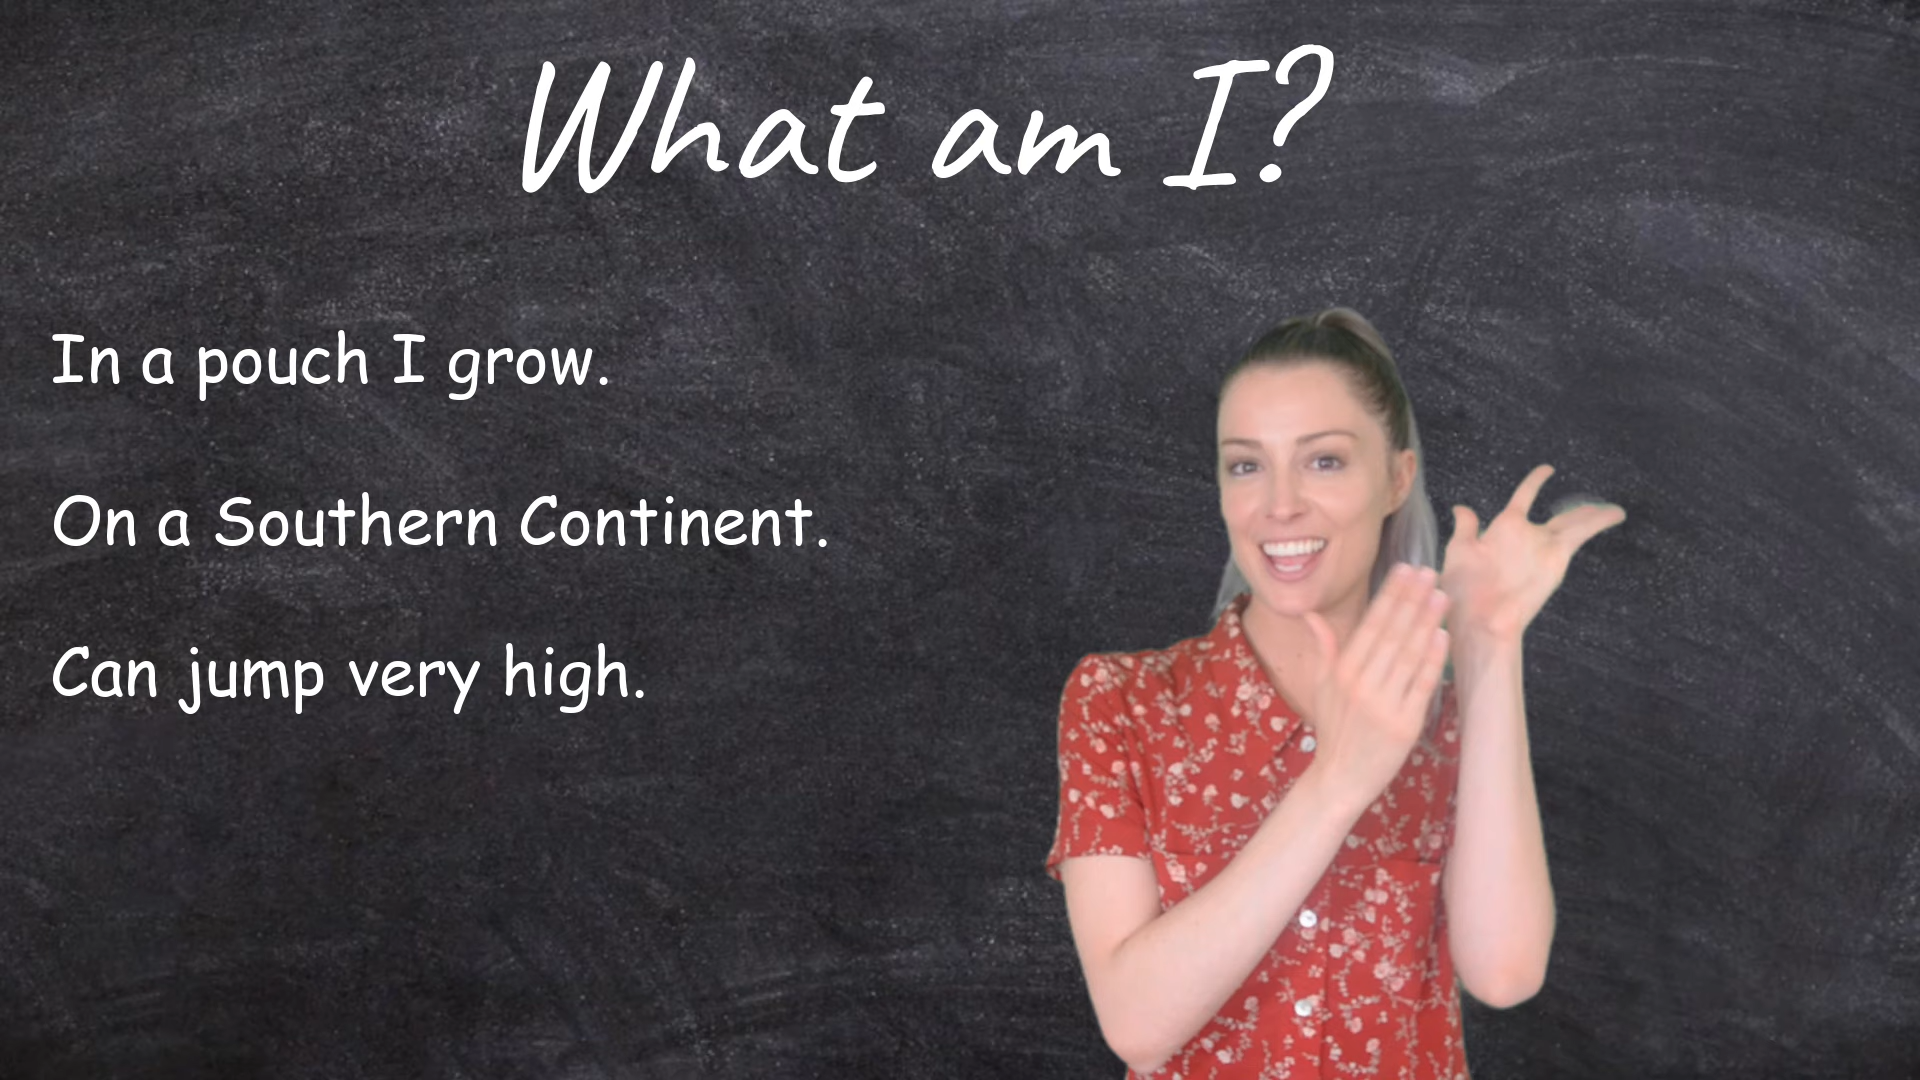 What am I?
In a pouch I grow.
On a Southern Continent.
Can jump very high.